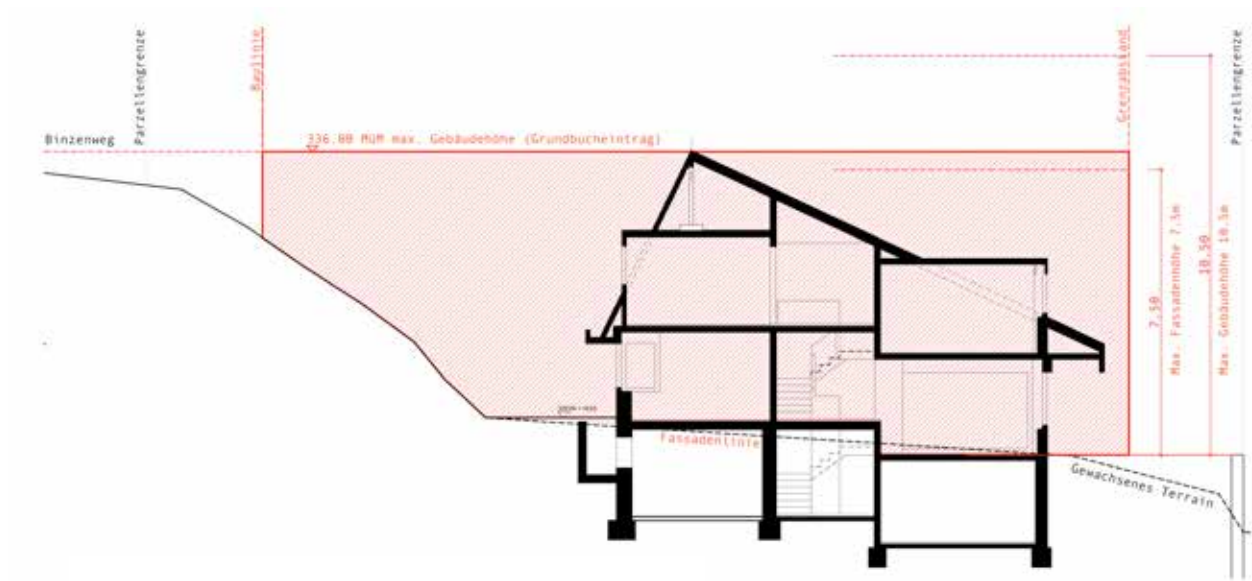 Parzellengrenze
Baulinie
Grenzabstand
Parzellengrenze
Binzenweg
336.80 MüM max. Gebäudehöhe (Grundbucheintrag)
7.50
Max. Fassadenhöhe 7.5m
10.50
Max. Gebäudehöhe 10.5m
Fassadenlinie
Gewachsenes Terrain